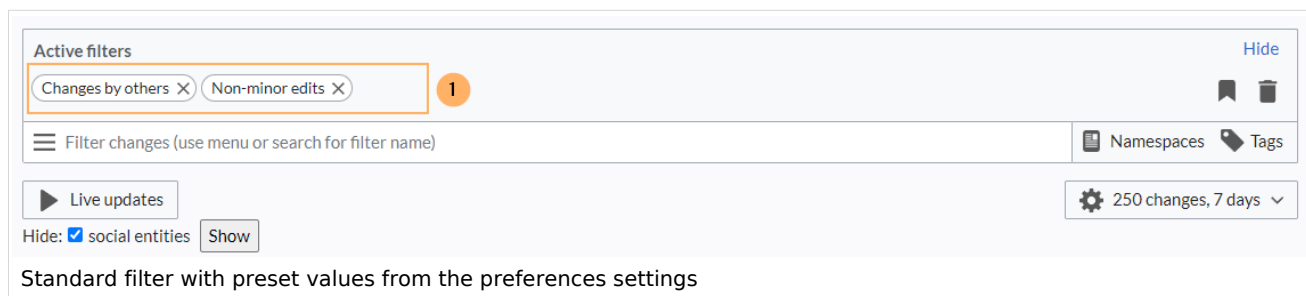 Active filters
Hide
Changes by others Non-minor edits 1
Filter changes (use menu or search for filter name) Namespaces Tags
Live updates 250 changes, 7 days
Hide: social entities Show
Standard filter with preset values from the preferences settings